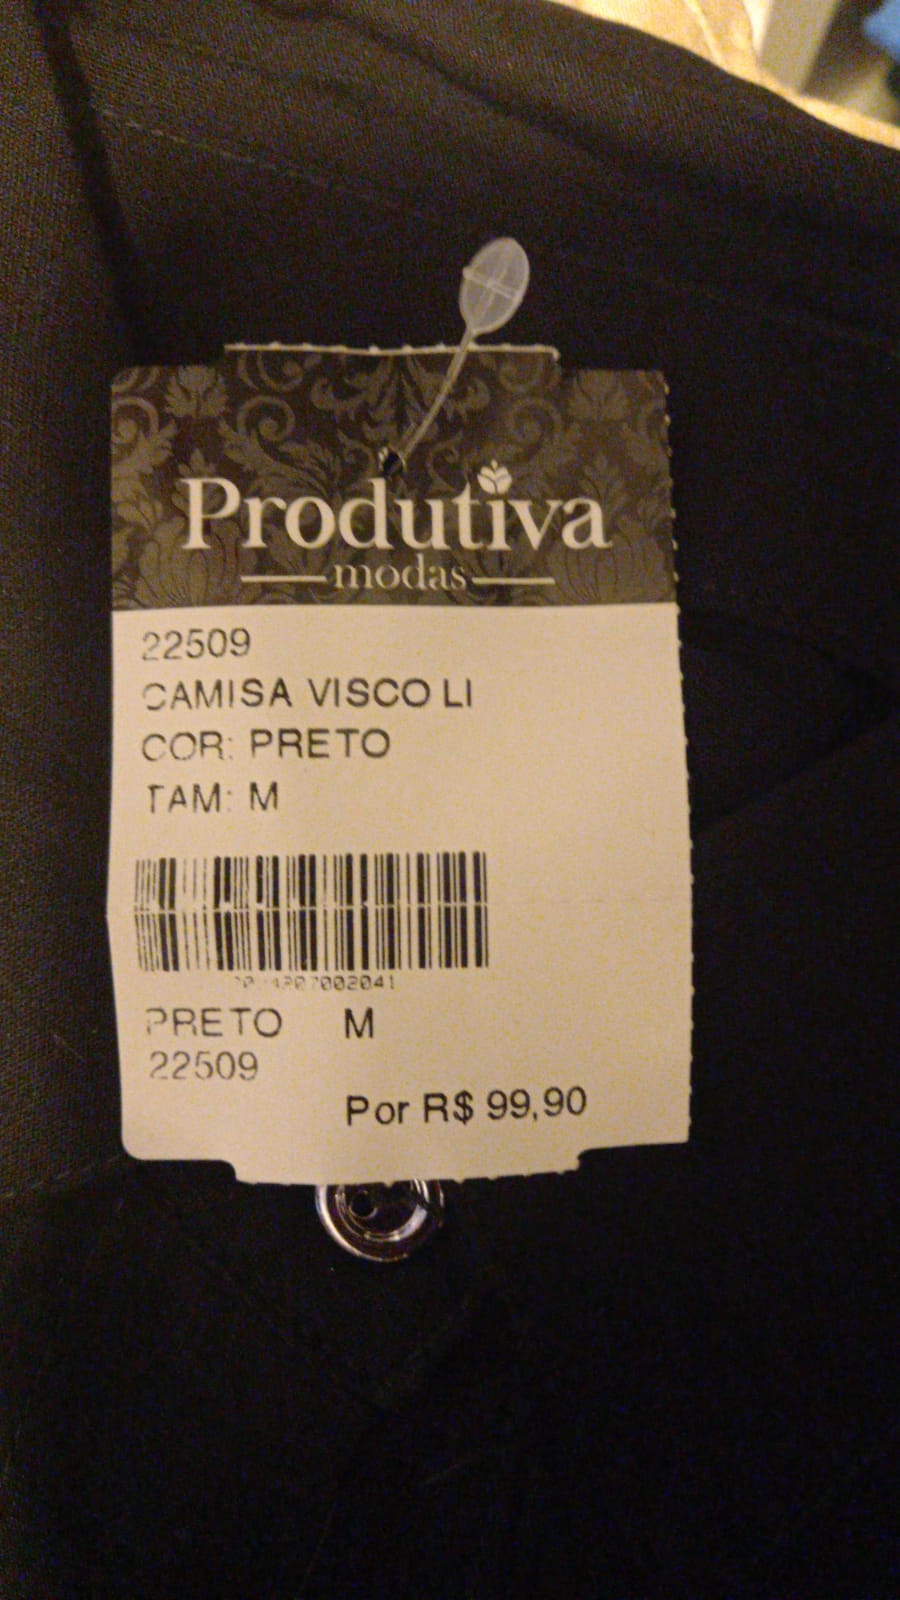 Produtiva
modas
22509
CAMISA VISCO LI
COR: PRETO
TAM: M
PRETO M
22509
Por R$ 99,90